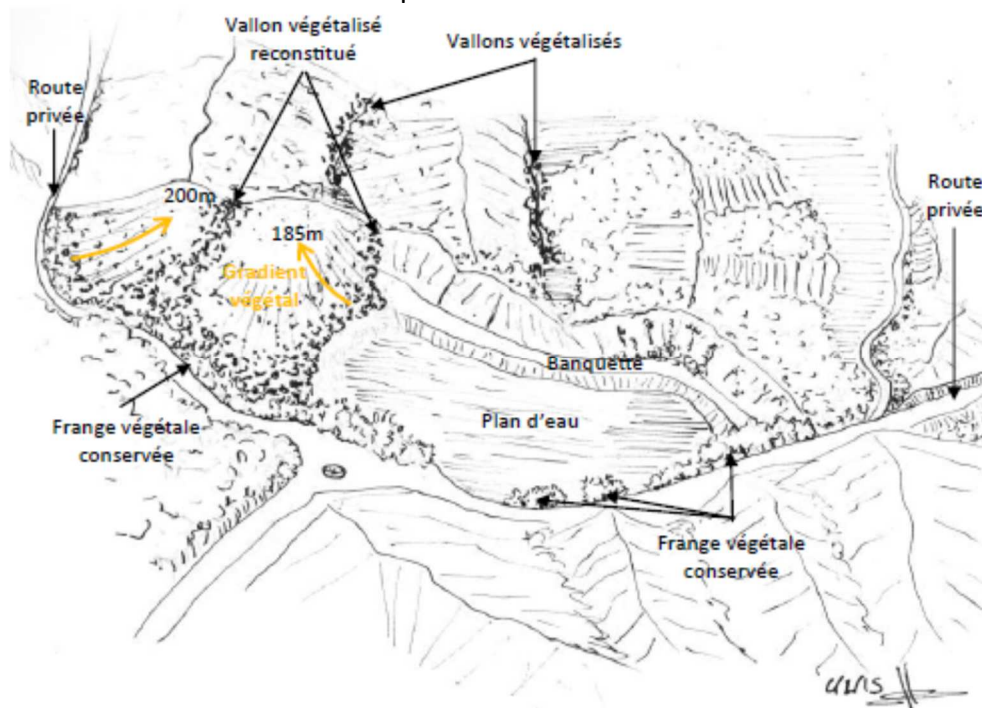 Vallon végétalisé
reconstitué
Vallons végétalisés
Route
privée
Route
privée
200m
185m
Gradient
végétal
Banquette
Plan d'eau
Frange végétale
conservée
Frange végétale
conservée